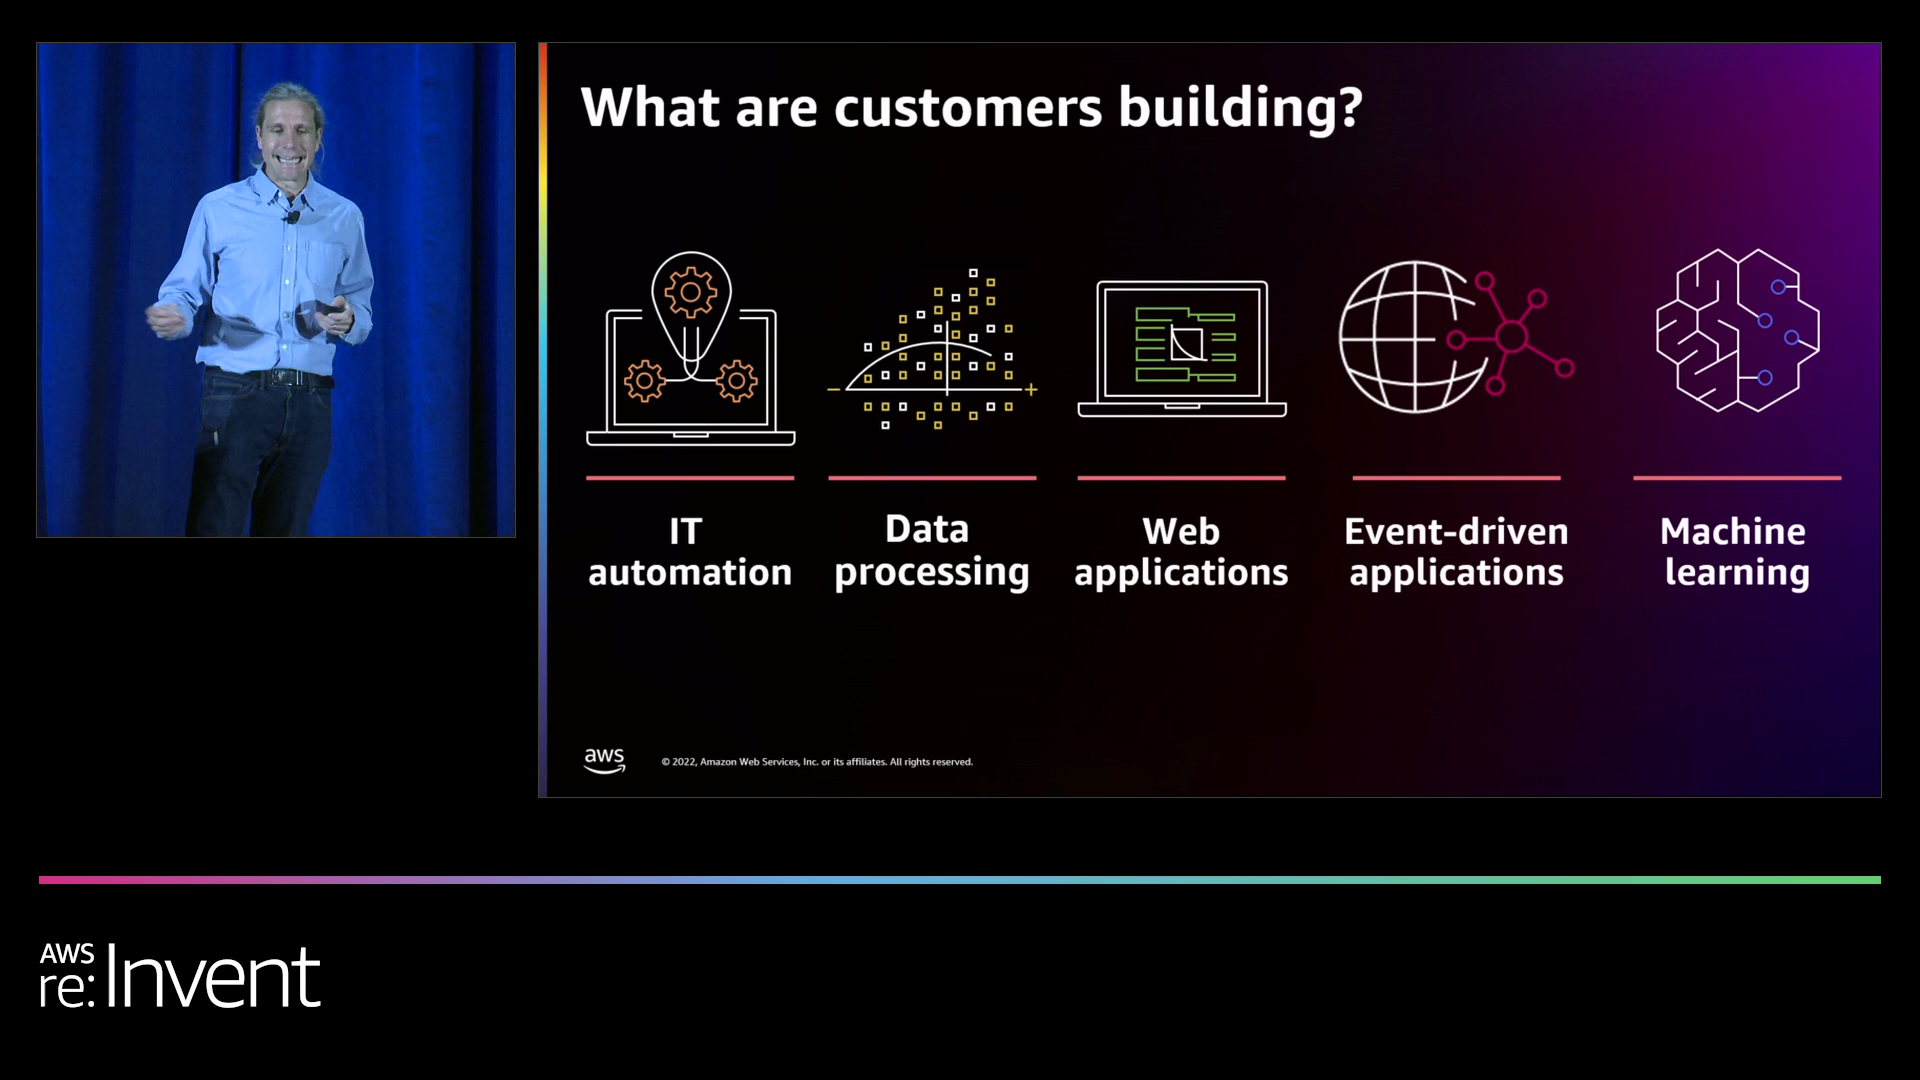 What are customers building?
IT
automation
Data
processing
Web
applications
Event-driven
applications
Machine
learning
aws
© 2022, Amazon Web Services, Inc. or its affiliates. All rights reserved.
AWS
re:Invent